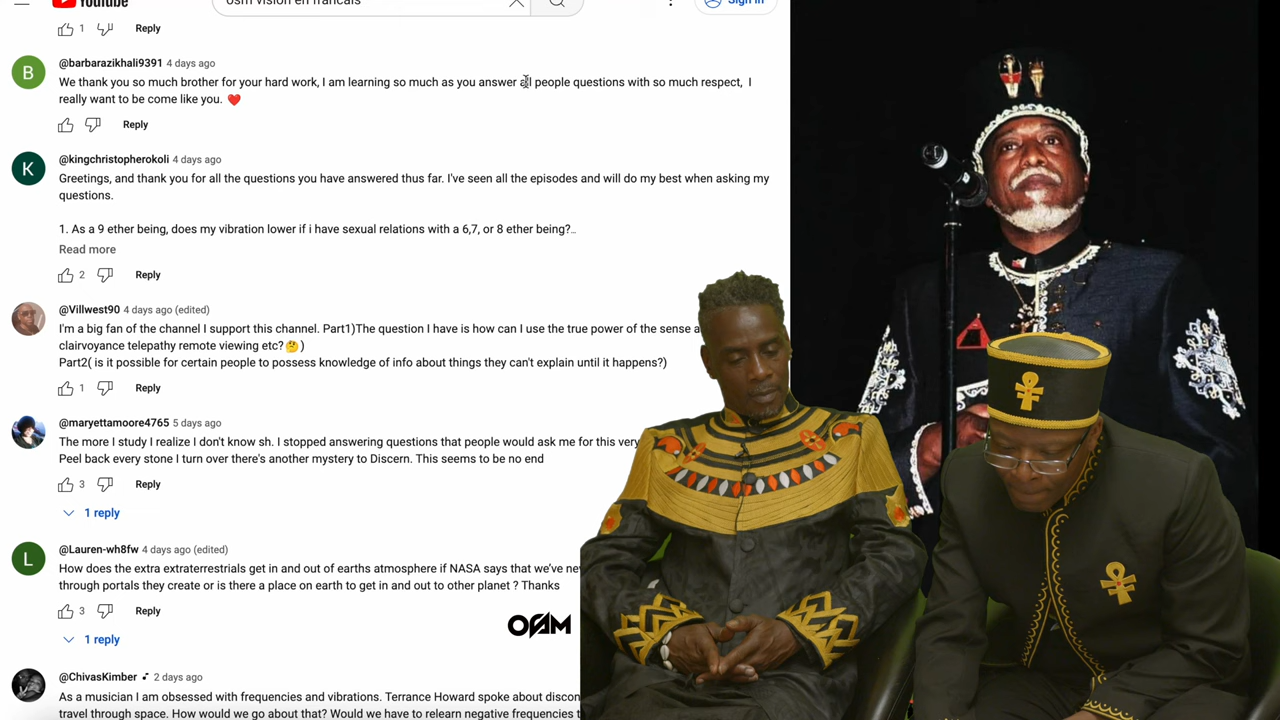 YouTube
osm vision en francais
Sign in
1 Reply
@barbarazikhali9391 4 days ago
We thank you so much brother for your hard work, I am learning so much as you answer all people questions with so much respect, I
really want to be come like you. ❤️
Reply
@kingchristopherokoli 4 days ago
Greetings, and thank you for all the questions you have answered thus far. I've seen all the episodes and will do my best when asking my
questions.
1. As a 9 ether being, does my vibration lower if i have sexual relations with a 6,7, or 8 ether being?...
Read more
2 Reply
@Villwest90 4 days ago (edited)
I'm a big fan of the channel I support this channel. Part1)The question I have is how can I use the true power of the sense a
clairvoyance telepathy remote viewing etc?🤔)
Part2( is it possible for certain people to possess knowledge of info about things they can't explain until it happens?)
1 Reply
@maryettamoore4765 5 days ago
The more I study I realize I don't know sh. I stopped answering questions that people would ask me for this very
Peel back every stone I turn over there's another mystery to Discern. This seems to be no end
3 Reply
1 reply
@Lauren-wh8fw 4 days ago (edited)
How does the extra extraterrestrials get in and out of earths atmosphere if NASA says that we've
through portals they create or is there a place on earth to get in and out to other planet ? Thanks
3 Reply
1 reply
@ChivasKimber 2 days ago
As a musician I am obsessed with frequencies and vibrations. Terrance Howard spoke about
travel through space. How would we go about that? Would we have to relearn negative frequencies